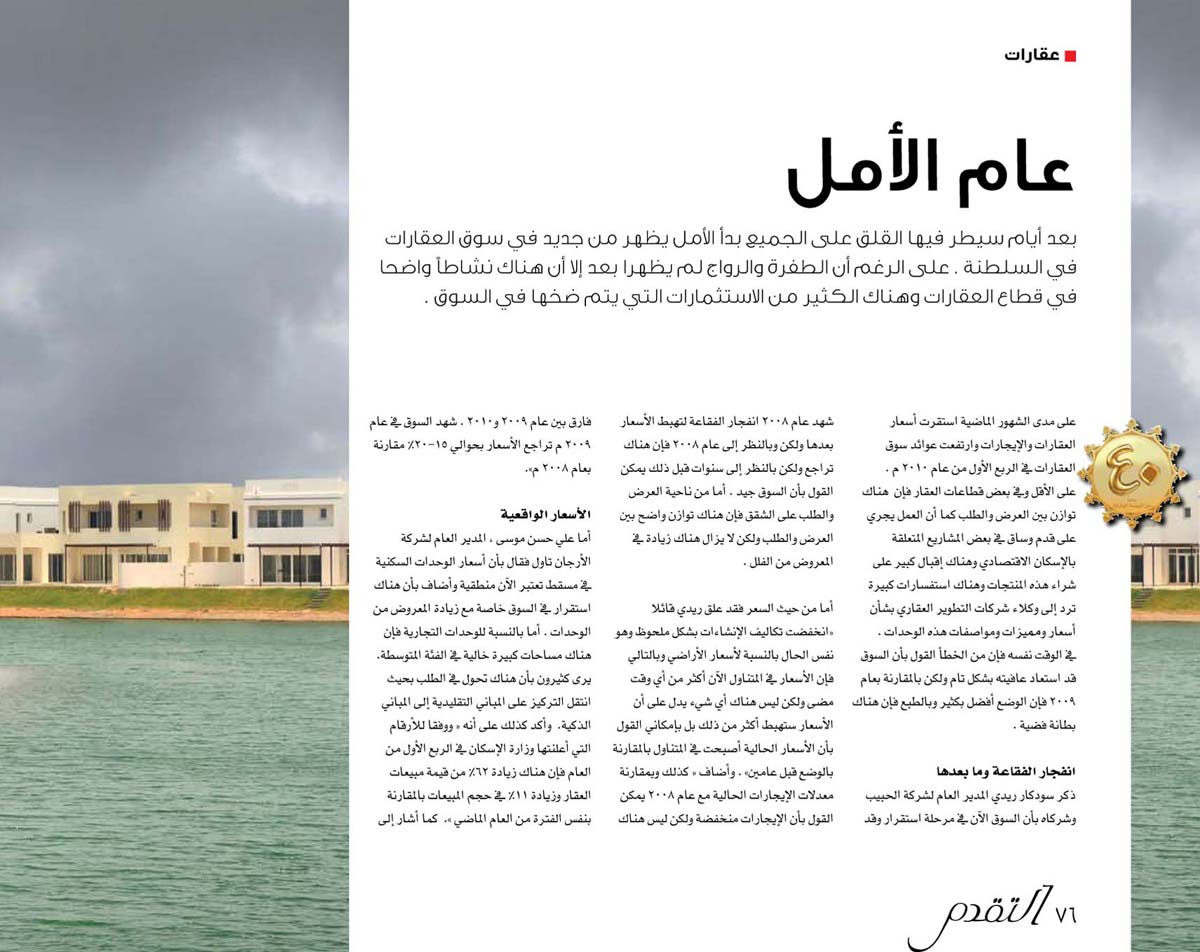 عقارات
عام الأمل
بعد أيام سيطر فيها القلق على الجميع بدأ الأمل يظهر من جديد في سوق العقارات
في السلطنة . على الرغم أن الطفرة والرواج لم يظهرا بعد إلا أن هناك نشاطاً واضحا
في قطاع العقارات وهناك الكثير من الاستثمارات التي يتم ضخها في السوق .
على مدى الشهور الماضية استقرت أسعار
العقارات والإيجارات وارتفعت عوائد سوق
العقارات في الربع الأول من عام ٢٠١٠ م .
على الأقل وفي بعض قطاعات العقار فإن هناك
توازن بين العرض والطلب كما أن العمل يجري
على قدم وساق في بعض المشاريع المتعلقة
بالإسكان الاقتصادي وهناك إقبال كبير على
شراء هذه المنتجات وهناك استفسارات كبيرة
ترد إلى وكلاء شركات التطوير العقاري بشأن
أسعار ومميزات ومواصفات هذه الوحدات .
في الوقت نفسه فإن من الخطأ القول بأن السوق
قد استعاد عافيته بشكل تام ولكن بالمقارنة بعام
٢٠٠٩ فإن الوضع أفضل بكثير وبالطبع فإن هناك
بطانة فضية .
انفجار الفقاعة وما بعدها
ذكر سودكار ريدي المدير العام لشركة الحبيب
وشركاه بأن السوق الآن في مرحلة استقرار وقد
شهد عام ٢٠٠٨ انفجار الفقاعة لتهبط الأسعار
بعدها ولكن وبالنظر إلى عام ٢٠٠٨ فإن هناك
تراجع ولكن بالنظر إلى سنوات قبل ذلك يمكن
القول بأن السوق جيد . أما من ناحية العرض
والطلب على الشقق فإن هناك توازن واضح بين
العرض والطلب ولكن لا يزال هناك زيادة في
المعروض من الفلل .
أما من حيث السعر فقد علق ريدي قائلا
«انخفضت تكاليف الإنشاءات بشكل ملحوظ وهو
نفس الحال بالنسبة لأسعار الأراضي وبالتالي
فإن الأسعار في المتناول الآن أكثر من أي وقت
مضى ولكن ليس هناك أي شيء يدل على أن
الأسعار ستهبط أكثر من ذلك بل بإمكاني القول
بأن الأسعار الحالية أصبحت في المتناول بالمقارنة
بالوضع قبل عامين» . وأضاف « كذلك وبمقارنة
معدلات الإيجارات الحالية مع عام ٢٠٠٨ يمكن
القول بأن الإيجارات منخفضة ولكن ليس هناك
فارق بين عام ٢٠٠٩ و٢٠١٠ . شهد السوق في عام
٢٠٠٩ م تراجع الأسعار بحوالي ١٥-٢٠٪ مقارنة
بعام ٢٠٠٨ م».
الأسعار الواقعية
أما علي حسن موسى ، المدير العام لشركة
الأرجان تاول فقال بأن أسعار الوحدات السكنية
في مسقط تعتبر الآن منطقية وأضاف بأن هناك
استقرار في السوق خاصة مع زيادة المعروض من
الوحدات . أما بالنسبة للوحدات التجارية فإن
هناك مساحات كبيرة خالية في الفئة المتوسطة.
يرى كثيرون بأن هناك تحول في الطلب بحيث
انتقل التركيز على المباني التقليدية إلى المباني
الذكية. وأكد كذلك على أنه « ووفقا للأرقام
التي أعلنتها وزارة الإسكان في الربع الأول من
العام فإن هناك زيادة ٦٢٪ من قيمة مبيعات
العقار وزيادة ١١٪ في حجم المبيعات بالمقارنة
بنفس الفترة من العام الماضي». كما أشار إلى
٤٠
٧٦ التقدم